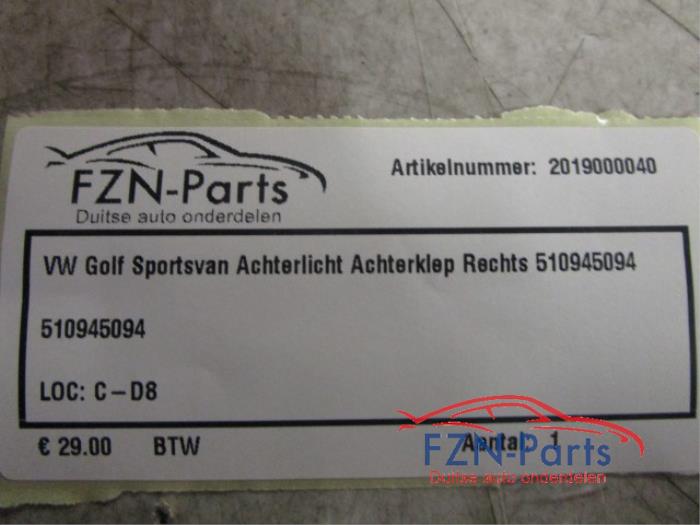 FZN-Parts
Duitse auto onderdelen
Artikelnummer: 2019000040
VW Golf Sportsvan Achterlicht Achterklep Rechts 510945094
510945094
LOC: C-D8
€ 29.00 BTW Aantal: 1
FZN-Parts
Duitse auto onderdelen